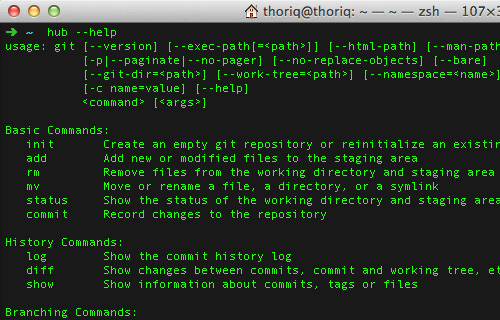 thoriq@thoriq: ~ — ~ — zsh — 107×3
➜ ~ hub --help
usage: git [--version] [--exec-path[=<path>]] [--html-path] [--man-path
[-p|--paginate|--no-pager] [--no-replace-objects] [--bare]
[--git-dir=<path>] [--work-tree=<path>] [--namespace=<name>]
[-c name=value] [--help]
<command> [<args>]
Basic Commands:
init Create an empty git repository or reinitialize an existin
add Add new or modified files to the staging area
rm Remove files from the working directory and staging area
mv Move or rename a file, a directory, or a symlink
status Show the status of the working directory and staging area
commit Record changes to the repository
History Commands:
log Show the commit history log
diff Show changes between commits, commit and working tree, et
show Show information about commits, tags or files
Branching Commands: